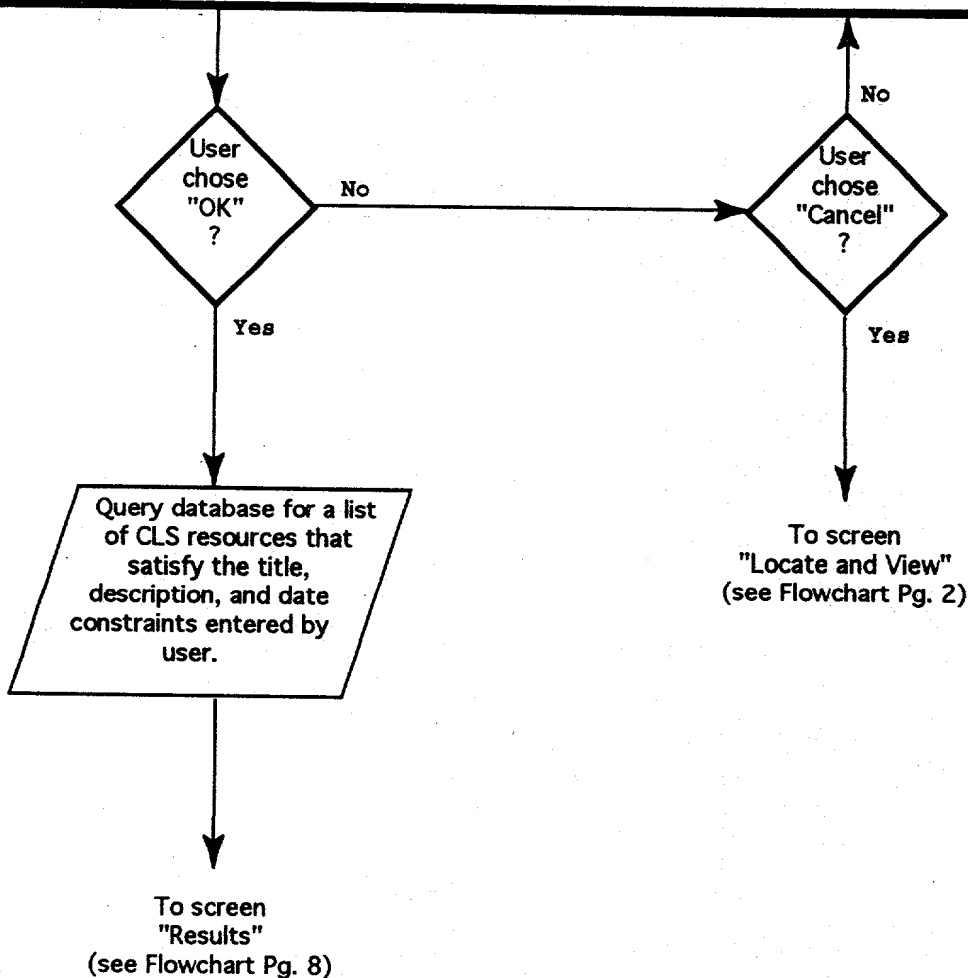 User
chose
"OK"
?
No
Yes
Query database for a list
of CLS resources that
satisfy the title,
description, and date
constraints entered by
user.
To screen
"Results"
(see Flowchart Pg. 8)
No
User
chose
"Cancel"
?
Yes
To screen
"Locate and View"
(see Flowchart Pg. 2)